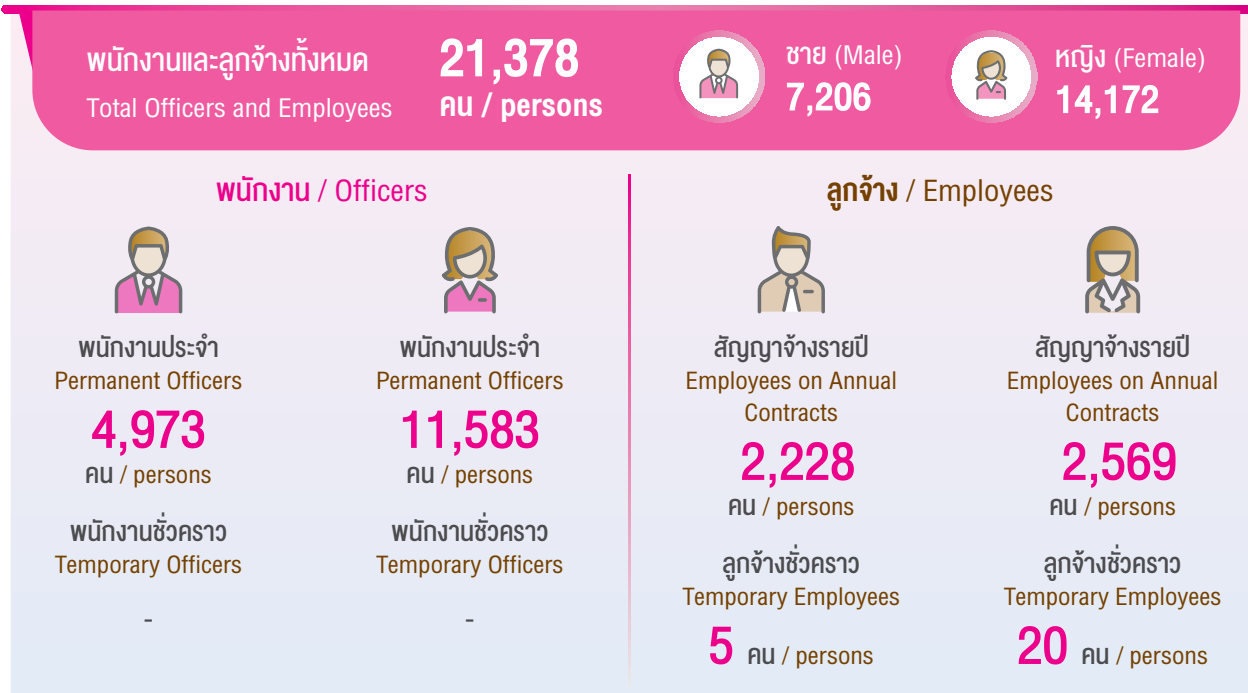 พนักงานและลูกจ้างทั้งหมด
Total Officers and Employees
21,378
คน / persons
ชาย (Male)
7,206
หญิง (Female)
14,172
พนักงาน / Officers
พนักงานประจำ
Permanent Officers
4,973
คน / persons
พนักงานชั่วคราว
Temporary Officers
-
พนักงานประจำ
Permanent Officers
11,583
คน / persons
พนักงานชั่วคราว
Temporary Officers
-
ลูกจ้าง / Employees
สัญญาจ้างรายปี
Employees on Annual
Contracts
2,228
คน / persons
ลูกจ้างชั่วคราว
Temporary Employees
5 คน / persons
สัญญาจ้างรายปี
Employees on Annual
Contracts
2,569
คน / persons
ลูกจ้างชั่วคราว
Temporary Employees
20 คน / persons